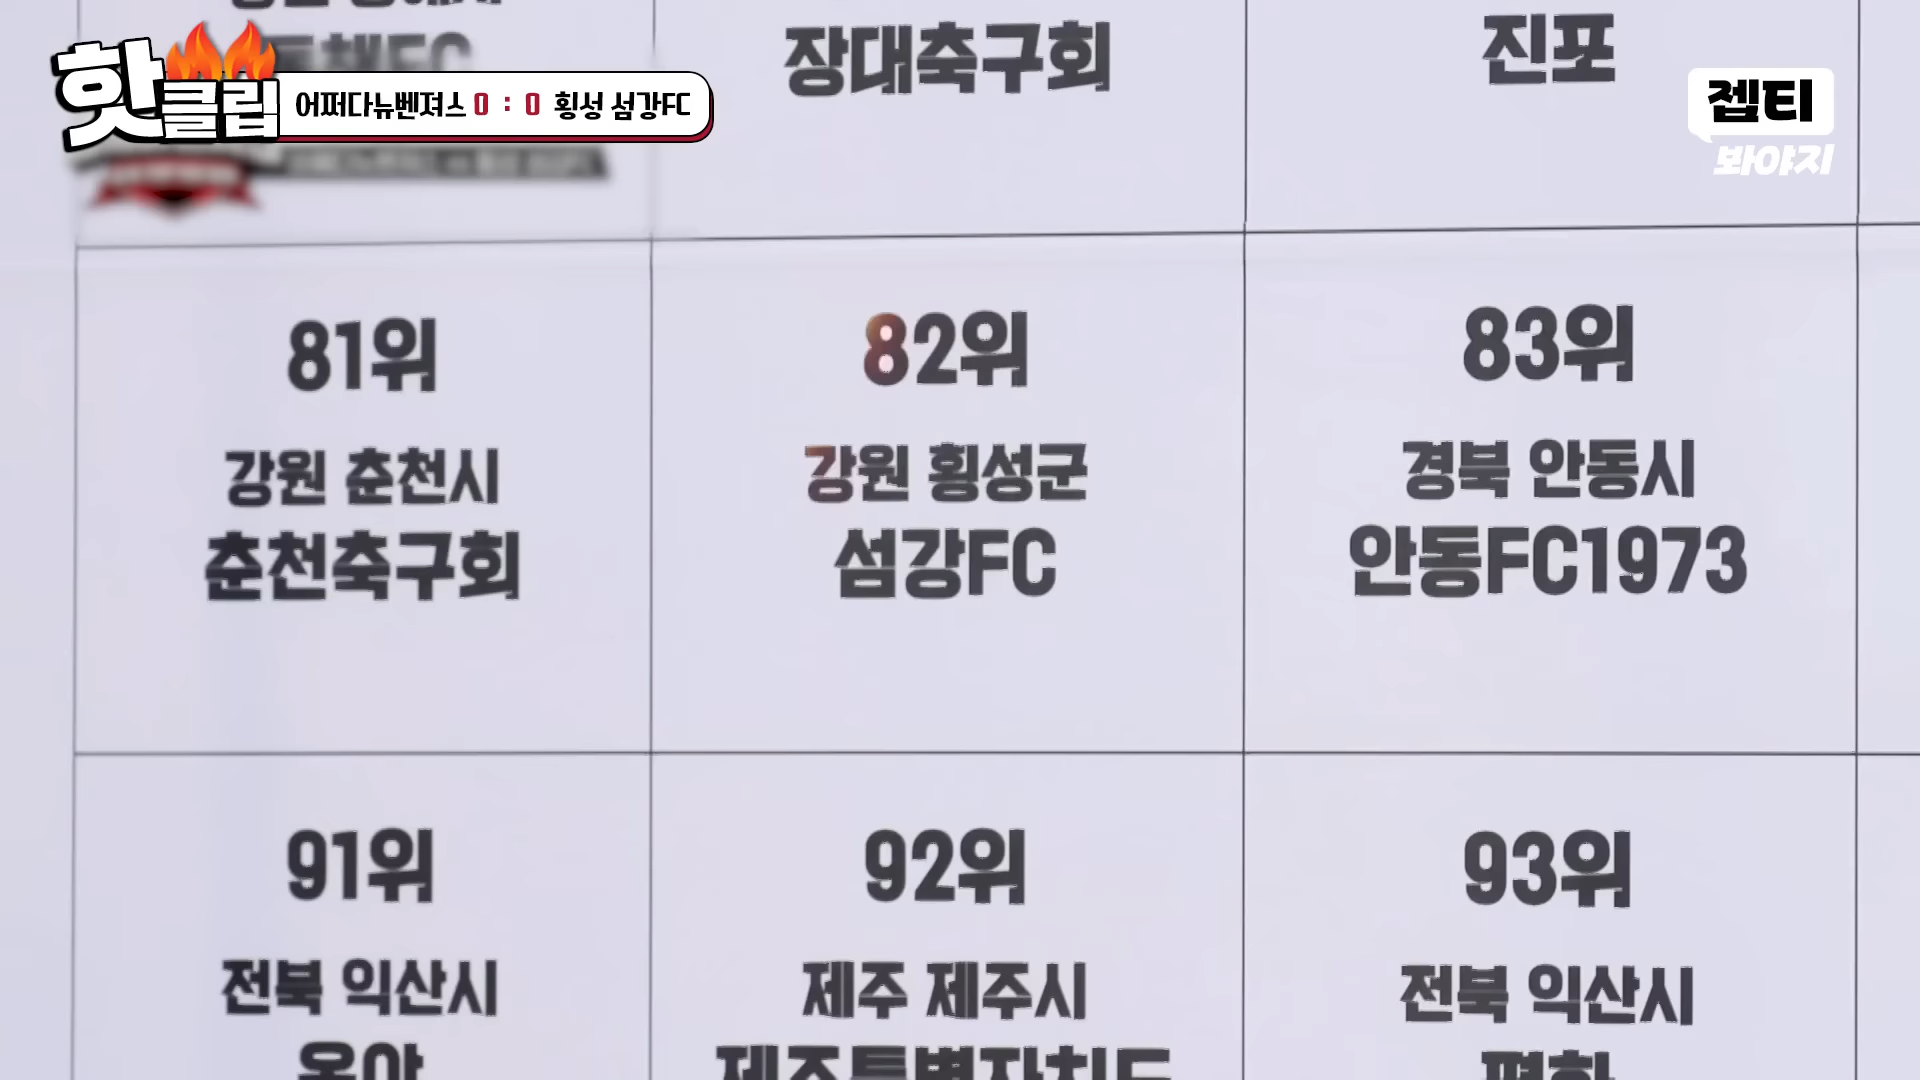 핫클립
어쩌다뉴벤져스 0 : 0 횡성 섬강FC
젭티
봐야지
장대축구회
진포
81위
82위
83위
강원 춘천시
강원 횡성군
경북 안동시
춘천축구회
섬강FC
안동FC1973
91위
92위
93위
전북 익산시
제주 제주시
전북 익산시